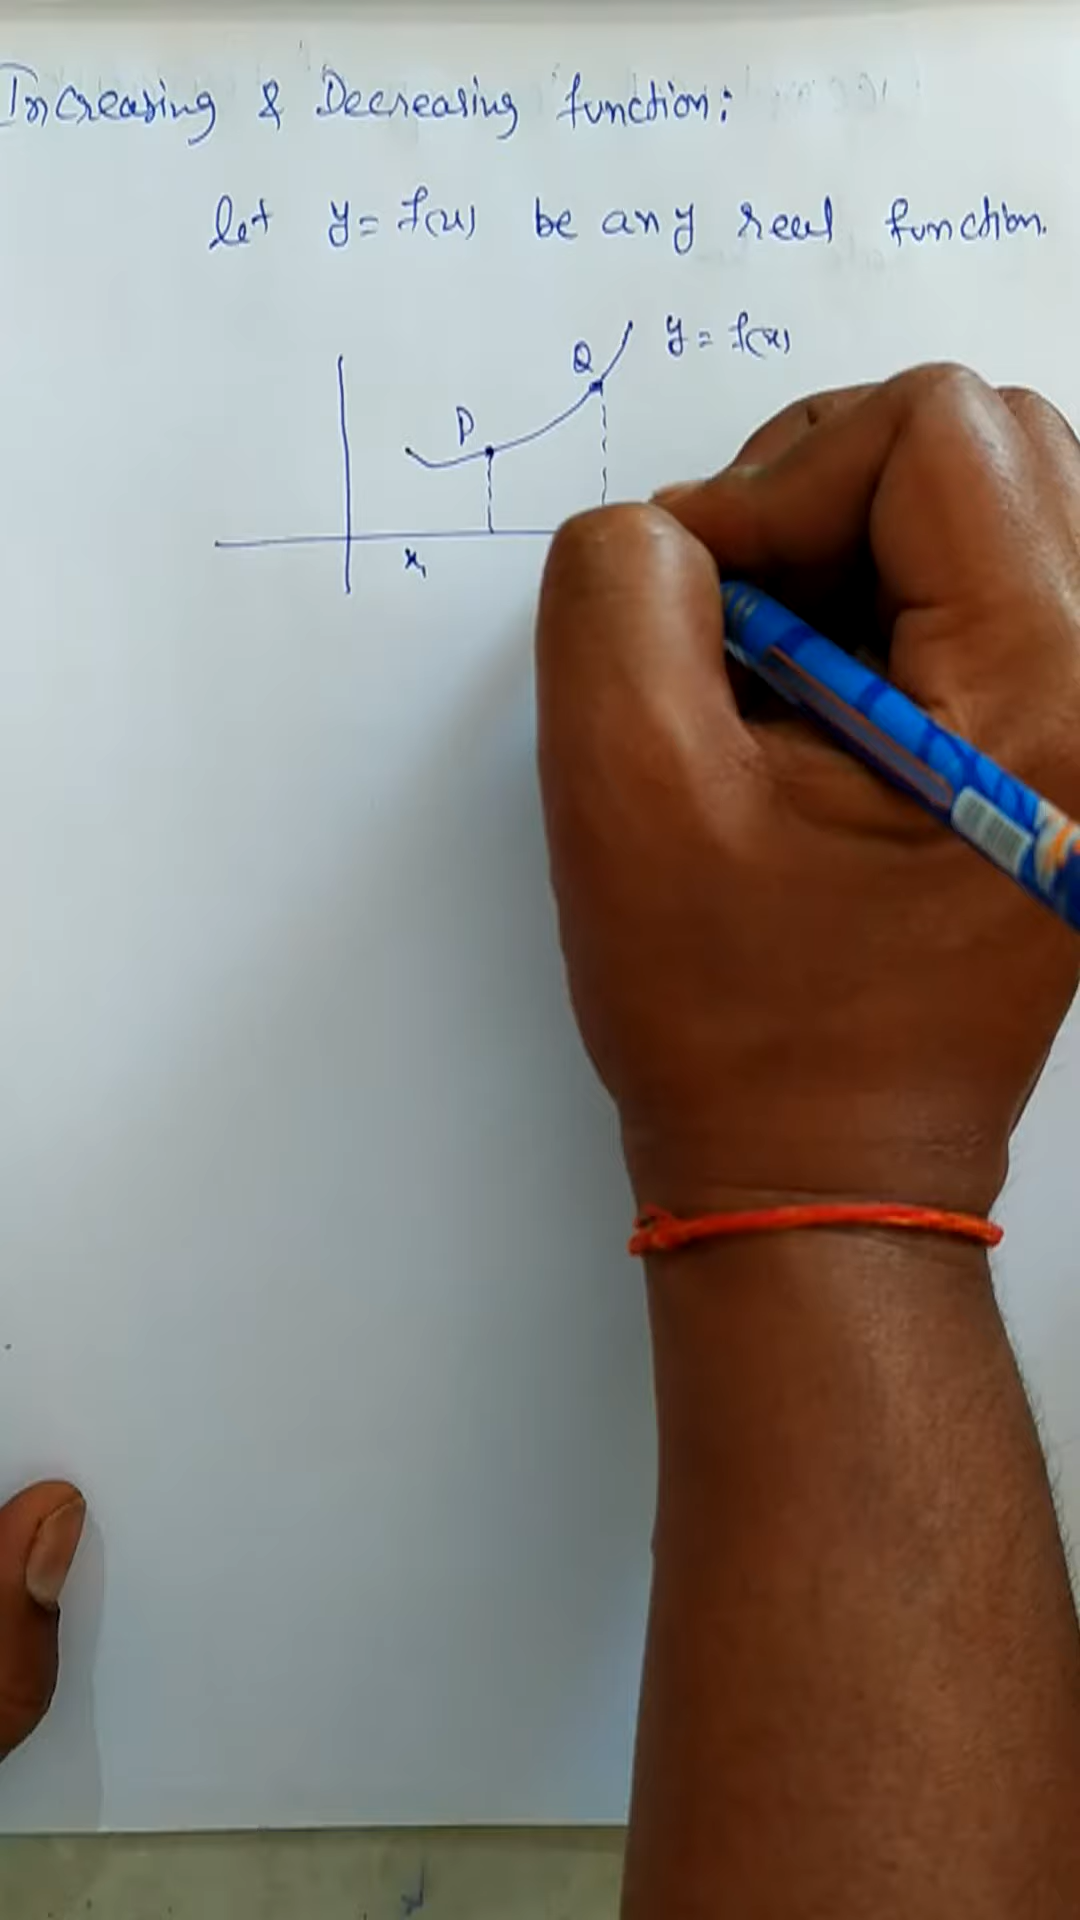 Increasing & Decreasing function:
let y = f(x) be any real function.
Q y = f(x)
P
x₁